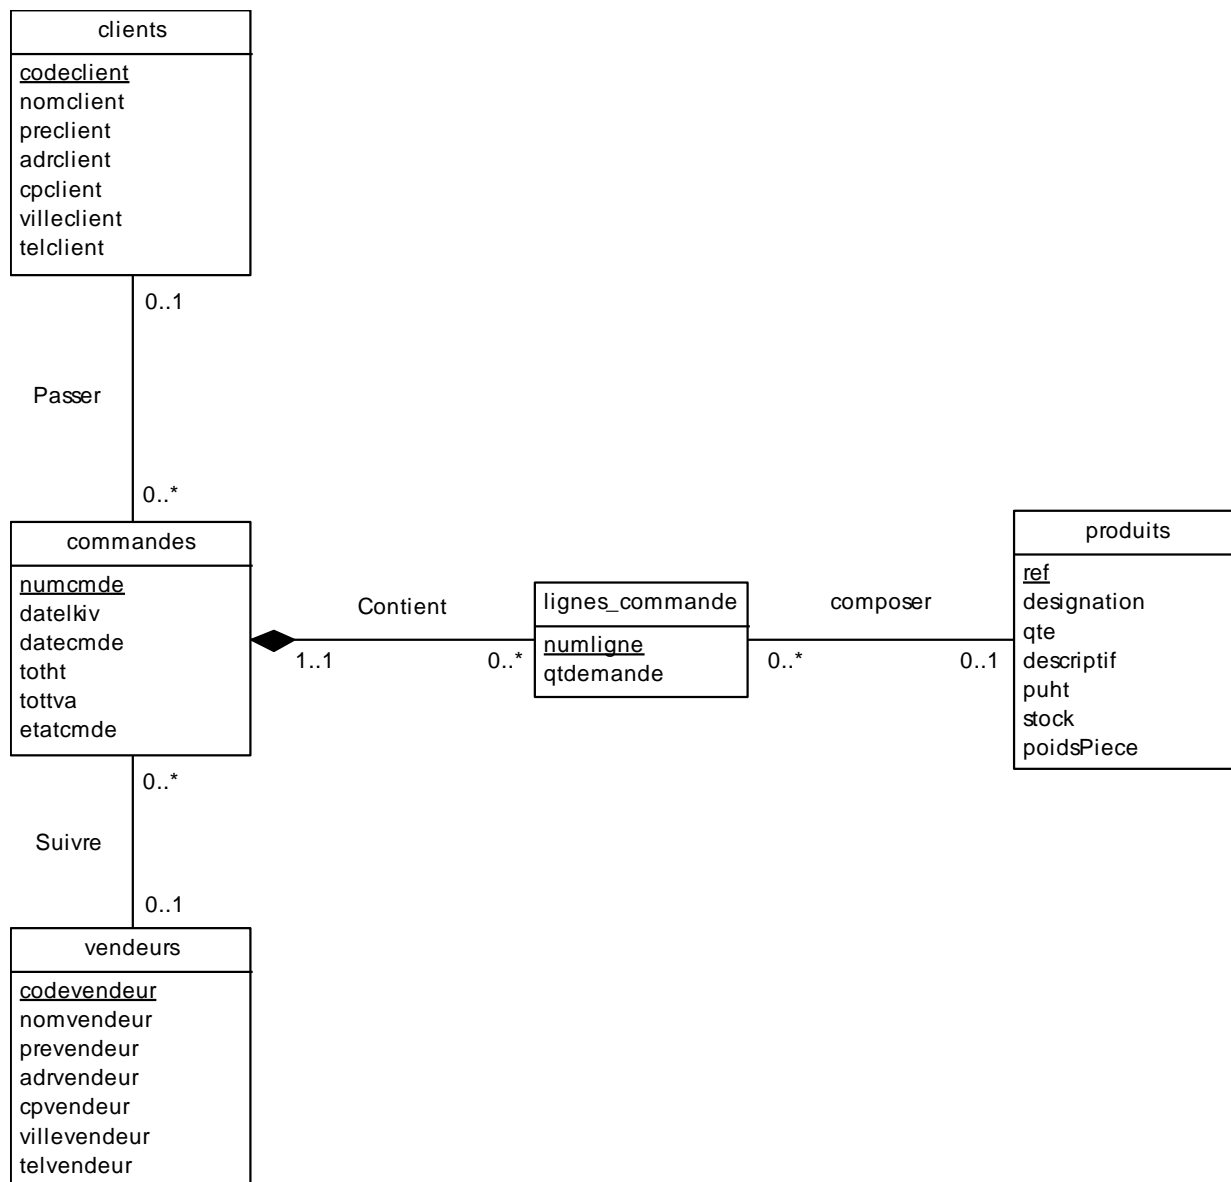 clients
codeclient
nomclient
preclient
adrclient
cpclient
villeclient
telclient
0..1
Passer
0..*
commandes
numcmde
datelkiv
datecmde
totht
tottva
etatcmde
Contient
1..1
0..*
lignes_commande
numligne
qtdemande
composer
0..*
0..1
produits
ref
designation
qte
descriptif
puht
stock
poidsPiece
0..*
Suivre
0..1
vendeurs
codevendeur
nomvendeur
prevendeur
adrvendeur
cpvendeur
villevendeur
telvendeur